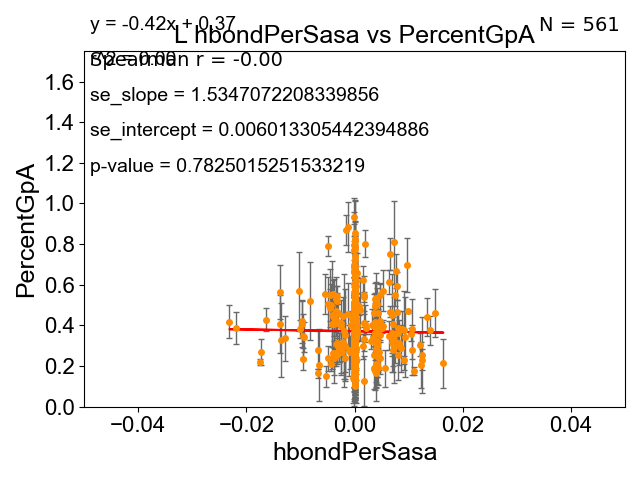 y = -0.42x + 0.37
N = 561
L hbondPerSasa vs PercentGpA
Spearman r = -0.00
se_slope = 1.5347072208339856
se_intercept = 0.006013305442394886
p-value = 0.7825015251533219
PercentGpA
1.6
1.4
1.2
1.0
0.8
0.6
0.4
0.2
0.0
−0.04 −0.02 0.00 0.02 0.04
hbondPerSasa